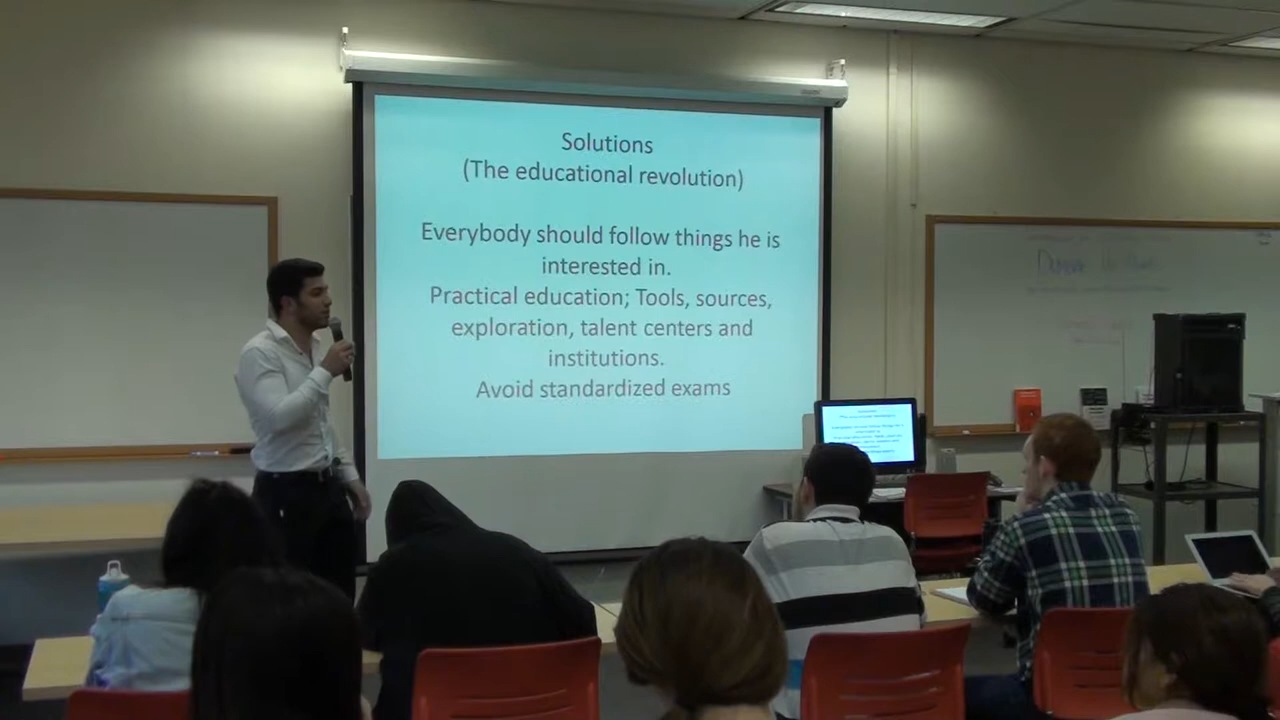 Solutions
(The educational revolution)
Everybody should follow things he is
interested in.
Practical education; Tools, sources,
exploration, talent centers and
institutions.
Avoid standardized exams